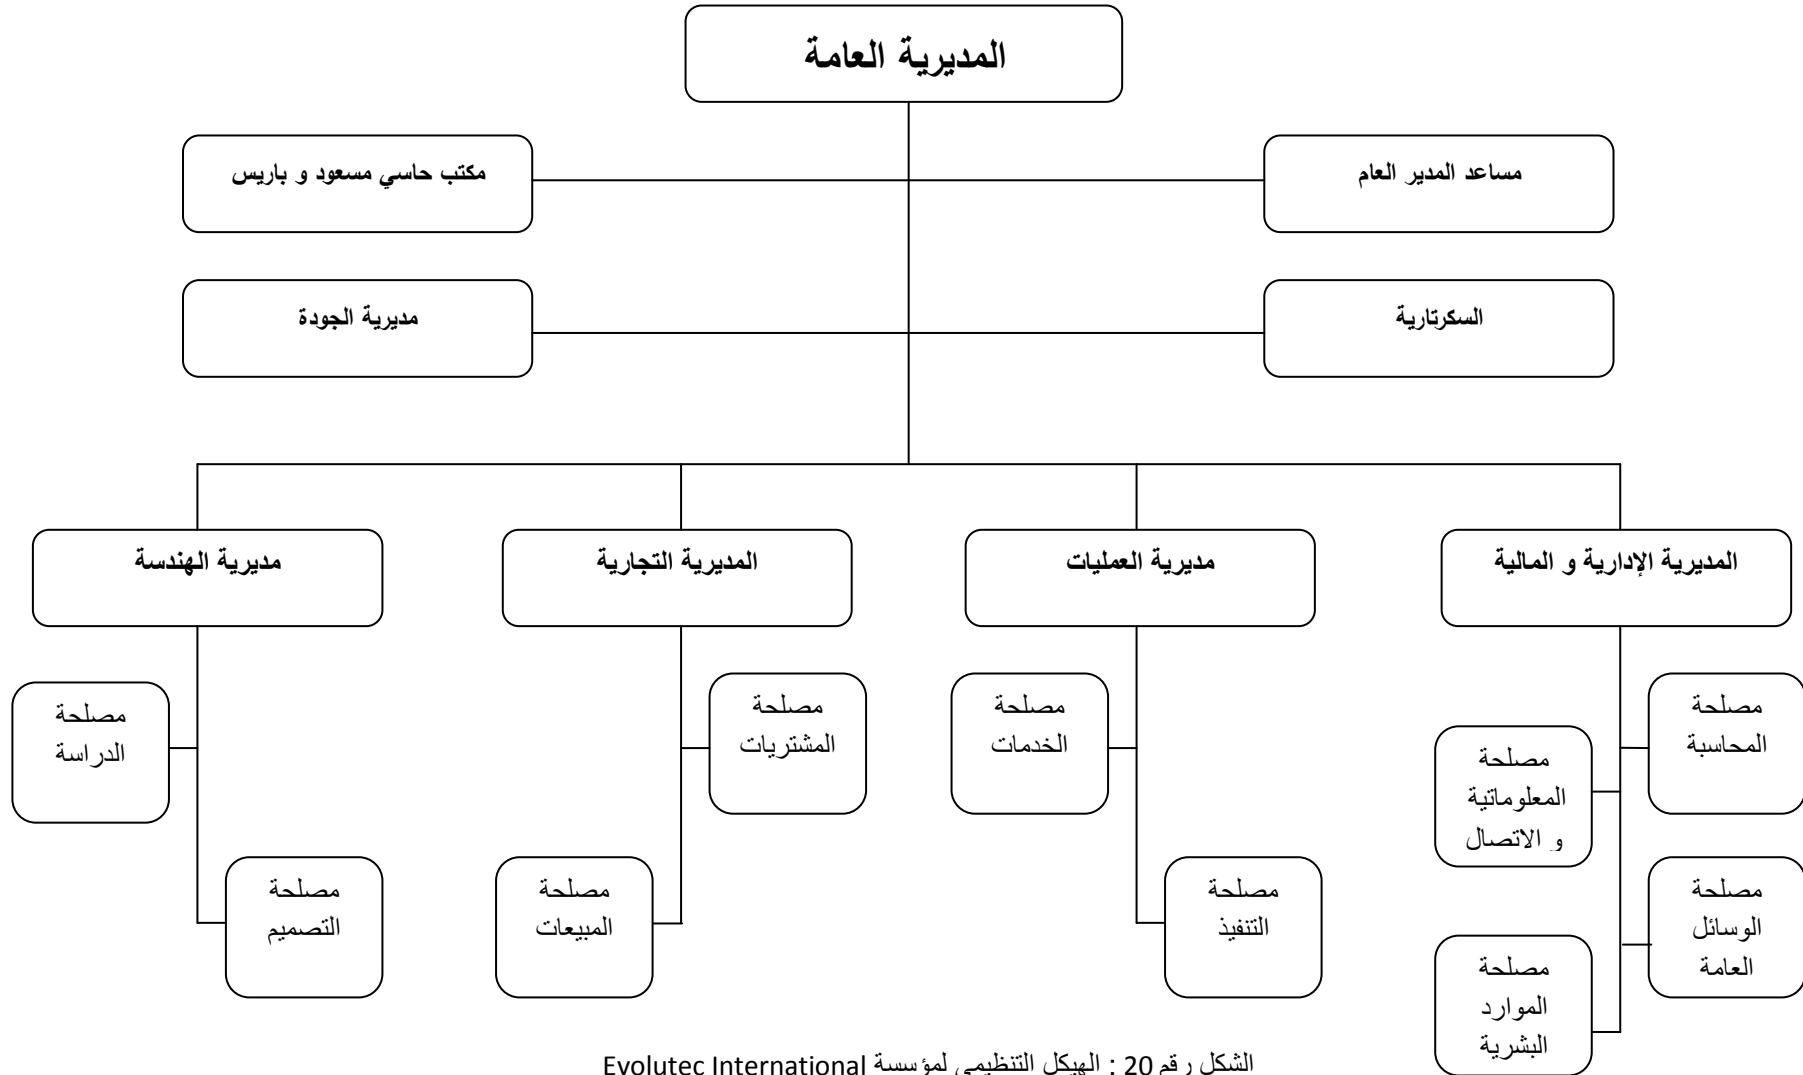 المديرية العامة
مساعد المدير العام
مكتب حاسي مسعود و باريس
السكرتارية
مديرية الجودة
المديرية الإدارية و المالية
مديرية العمليات
المديرية التجارية
مديرية الهندسة
مصلحة
المحاسبة
مصلحة
المعلوماتية
و الاتصال
مصلحة
الوسائل
العامة
مصلحة
الموارد
البشرية
مصلحة
الخدمات
مصلحة
التنفيذ
مصلحة
المشتريات
مصلحة
المبيعات
مصلحة
الدراسة
مصلحة
التصميم
الشكل رقم 20 : الهيكل التنظيمي لمؤسسة Evolutec International